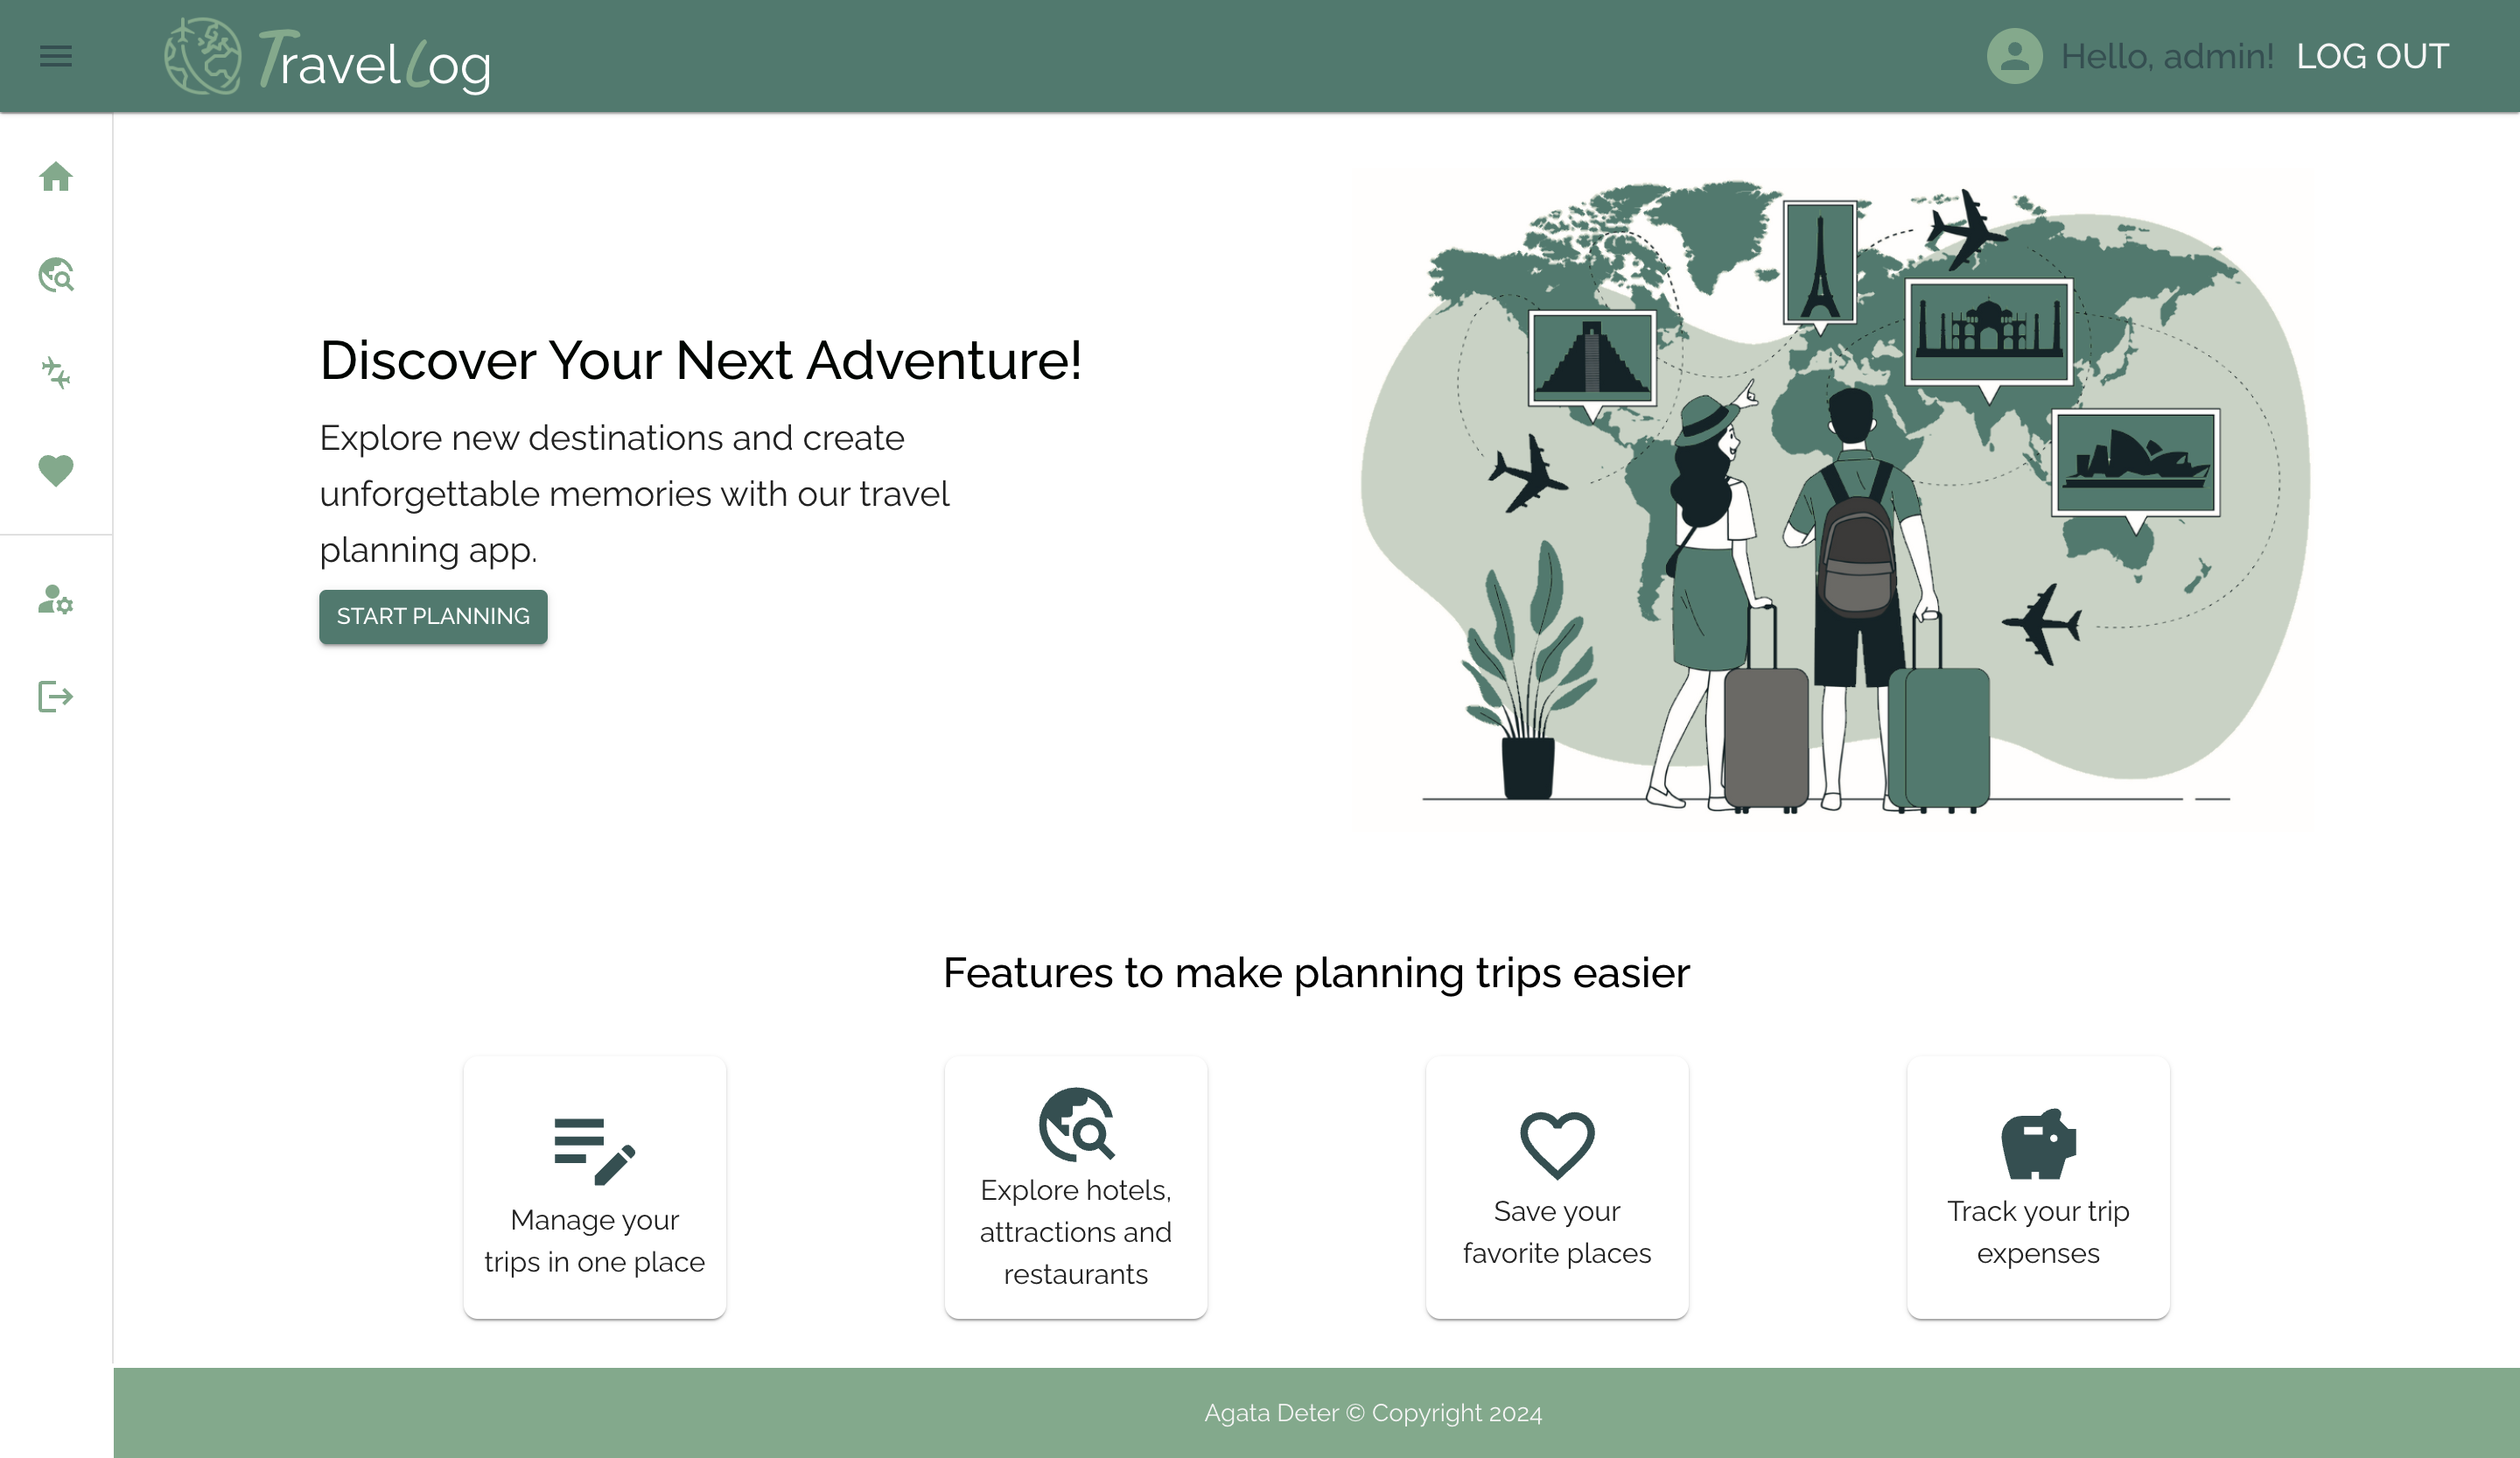 TravelLog
Hello, admin! LOG OUT
Discover Your Next Adventure!
Explore new destinations and create
unforgettable memories with our travel
planning app.
START PLANNING
Features to make planning trips easier
Manage your
trips in one place
Explore hotels,
attractions and
restaurants
Save your
favorite places
Track your trip
expenses
Agata Deter © Copyright 2024